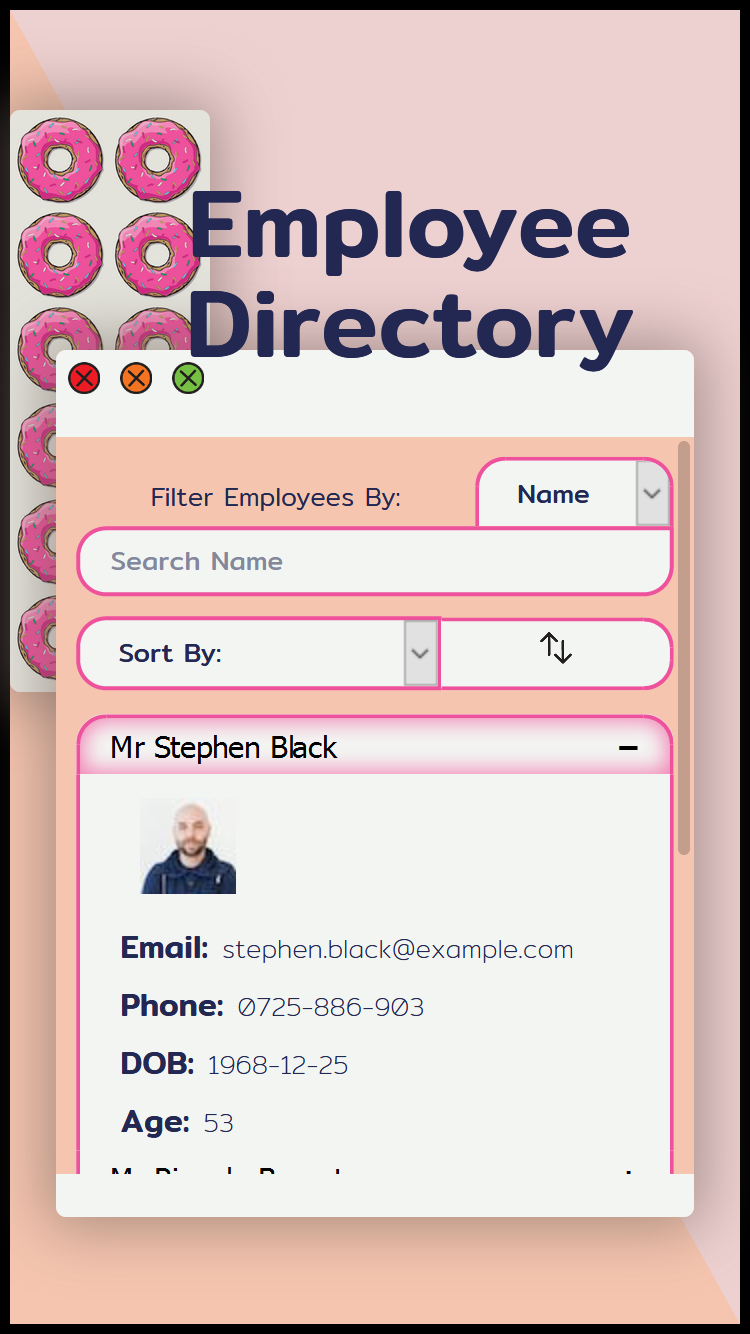 Employee
Directory
Filter Employees By:
Name
Search Name
Sort By:
Mr Stephen Black
Email: stephen.black@example.com
Phone: 0725-886-903
DOB: 1968-12-25
Age: 53